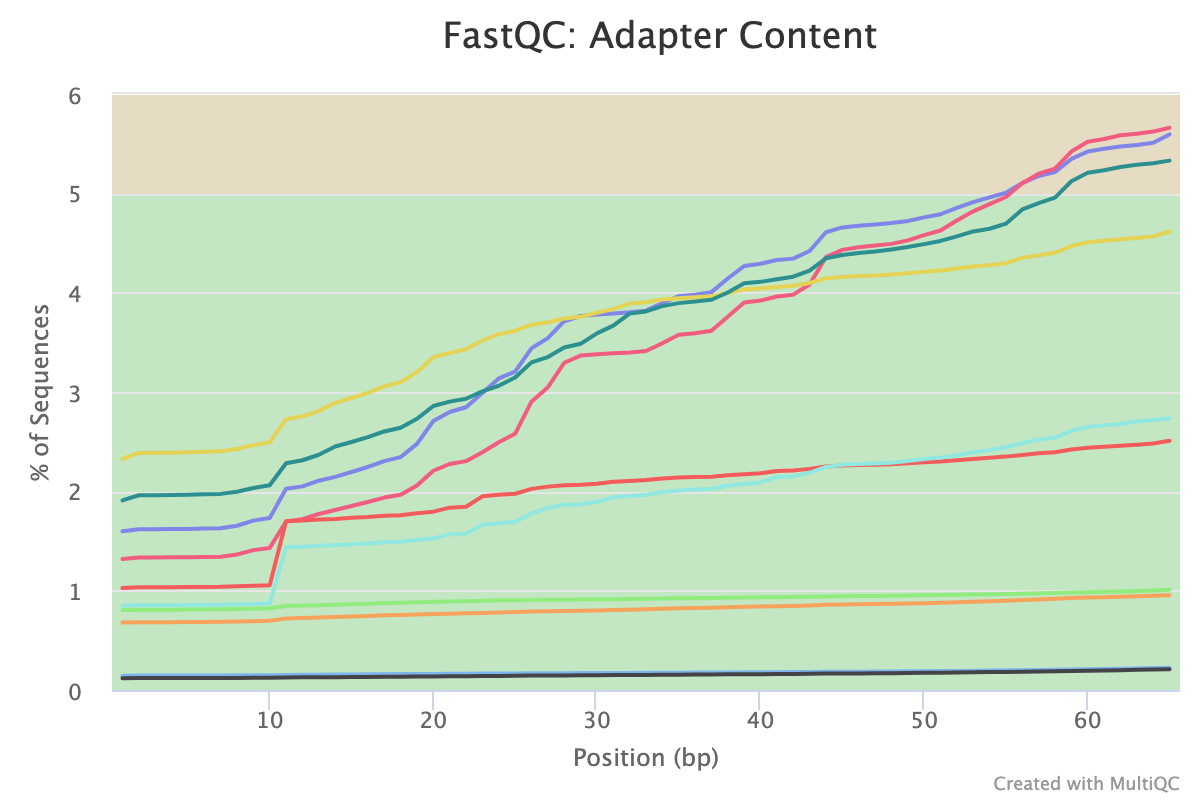 FastQC: Adapter Content
6
5
4
3
2
1
0
% of Sequences
10 20 30 40 50 60
Position (bp)
Created with MultiQC